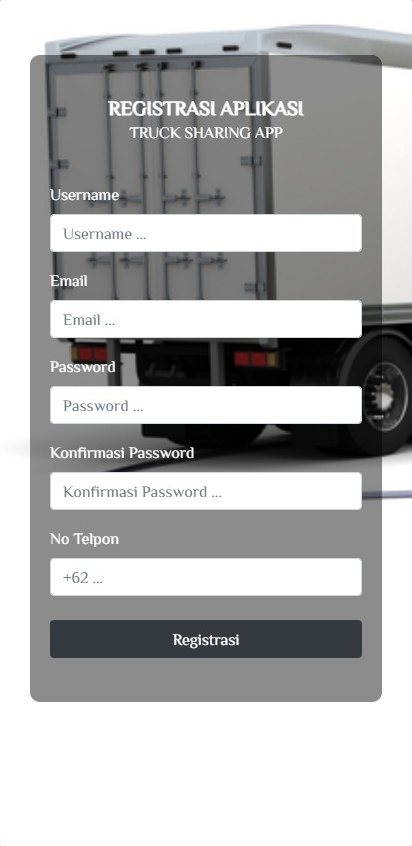 REGISTRASI APLIKASI
TRUCK SHARING APP
Username
Username ...
Email
Email ...
Password
Password ...
Konfirmasi Password
Konfirmasi Password ...
No Telpon
+62 ...
Registrasi